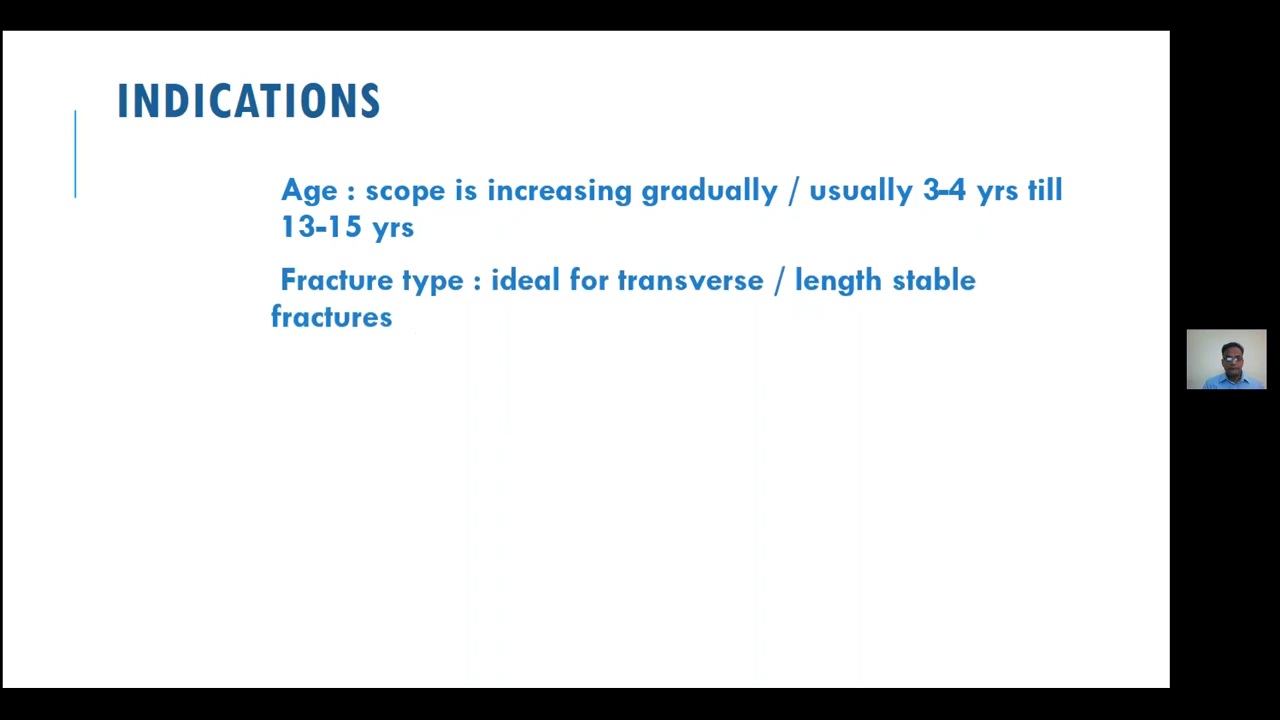 INDICATIONS
Age : scope is increasing gradually / usually 3-4 yrs till
13-15 yrs
Fracture type : ideal for transverse / length stable
fractures